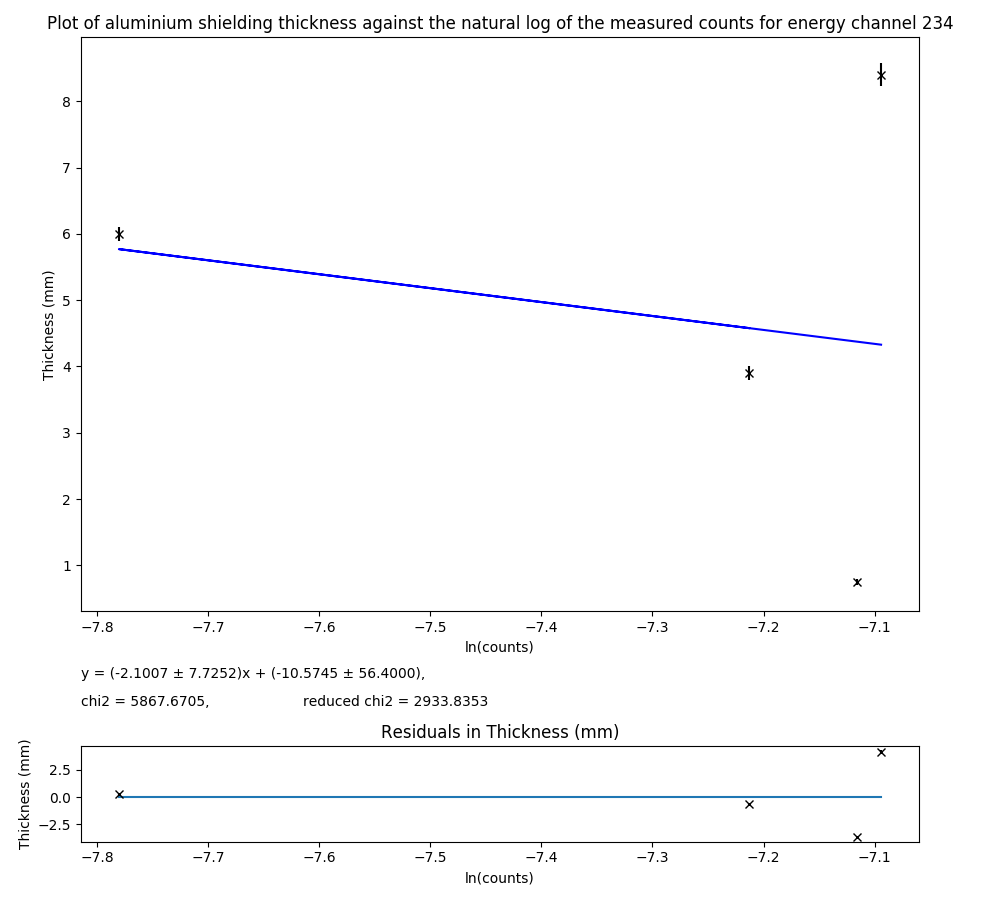 Plot of aluminium shielding thickness against the natural log of the measured counts for energy channel 234
Thickness (mm)
8
7
6
5
4
3
2
1
−7.8 −7.7 −7.6 −7.5 −7.4 −7.3 −7.2 −7.1
ln(counts)
y = (-2.1007 ± 7.7252)x + (-10.5745 ± 56.4000),
chi2 = 5867.6705, reduced chi2 = 2933.8353
Residuals in Thickness (mm)
Thickness (mm)
2.5
0.0
−2.5
−7.8 −7.7 −7.6 −7.5 −7.4 −7.3 −7.2 −7.1
ln(counts)